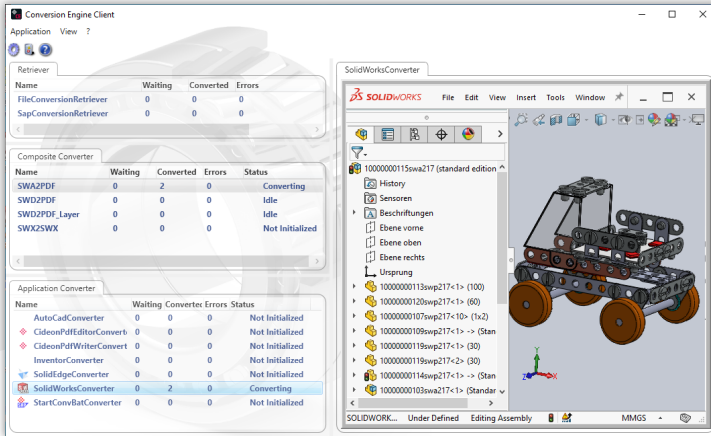 Conversion Engine Client
Application View ?
Retriever
Name Waiting Converted Errors
FileConversionRetriever 0 0 0
SapConversionRetriever 0 0 0
Composite Converter
Name Waiting Converted Errors Status
SWA2PDF 0 2 0 Converting
SWD2PDF 0 0 0 Idle
SWD2PDF_Layer 0 0 0 Idle
SWX2SWX 0 0 0 Not Initialized
Application Converter
Name Waiting Converter Errors Status
AutoCadConverter 0 0 0 Not Initialized
CideonPdfEditorConverti 0 0 0 Not Initialized
CideonPdfWriterConvert 0 0 0 Not Initialized
InventorConverter 0 0 0 Not Initialized
SolidEdgeConverter 0 0 0 Not Initialized
SolidWorksConverter 0 2 0 Converting
StartConvBatConverter 0 0 0 Not Initialized
SolidWorksConverter
SOLIDWORKS File Edit View Insert Tools Window
10000000115swa217 (standard edition
History
Sensoren
Beschriftungen
Ebene vorne
Ebene oben
Ebene rechts
Ursprung
10000000113swp217<1> (100)
10000000120swp217<1> (60)
10000000107swp217<10> (1x2)
10000000109swp217<1> -> (Stan
10000000119swp217<1> (30)
10000000119swp217<2> (30)
10000000114swp217<1> -> (Stan
10000000103swa217<1> (Standar
Y
Z X
SOLIDWORK... Under Defined Editing Assembly MMGS